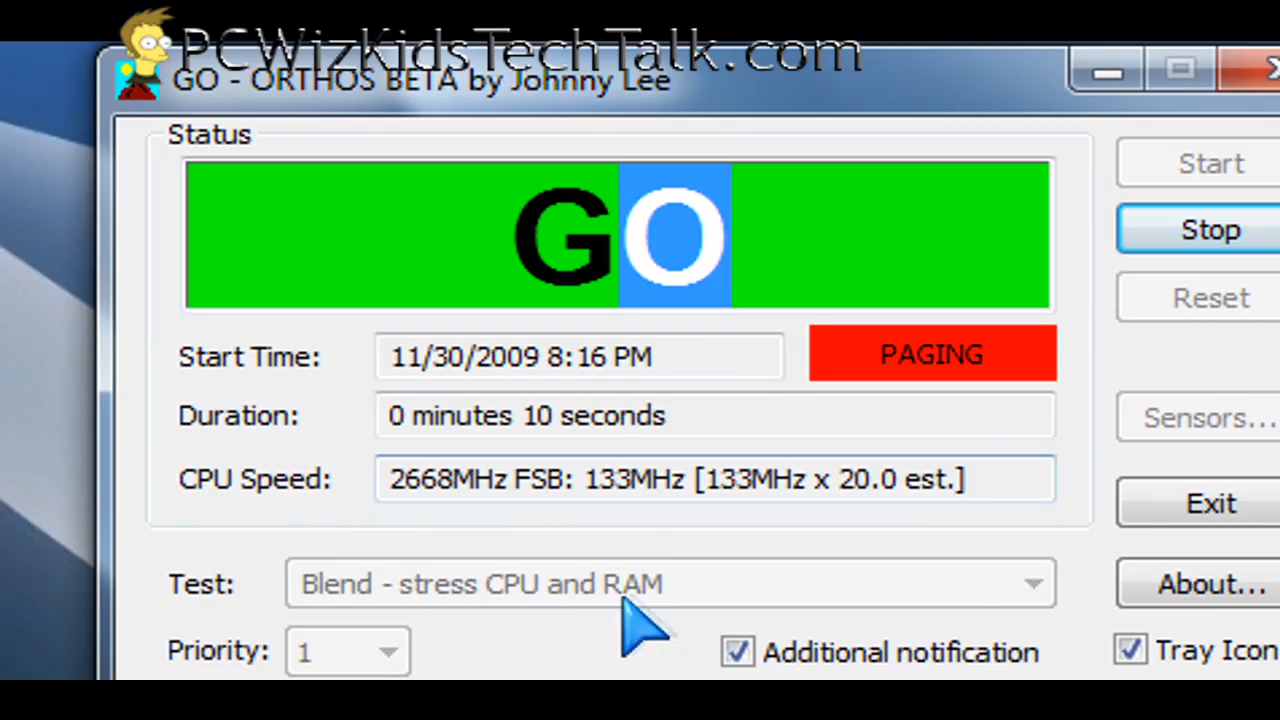 PCWizKidsTechTalk.com
GO - ORTHOS BETA by Johnny Lee
Status
GO
Start
Stop
Reset
Start Time: 11/30/2009 8:16 PM PAGING
Duration: 0 minutes 10 seconds
Sensors...
CPU Speed: 2668MHz FSB: 133MHz [133MHz x 20.0 est.]
Exit
Test: Blend - stress CPU and RAM
About...
Priority: 1
Additional notification
Tray Icon